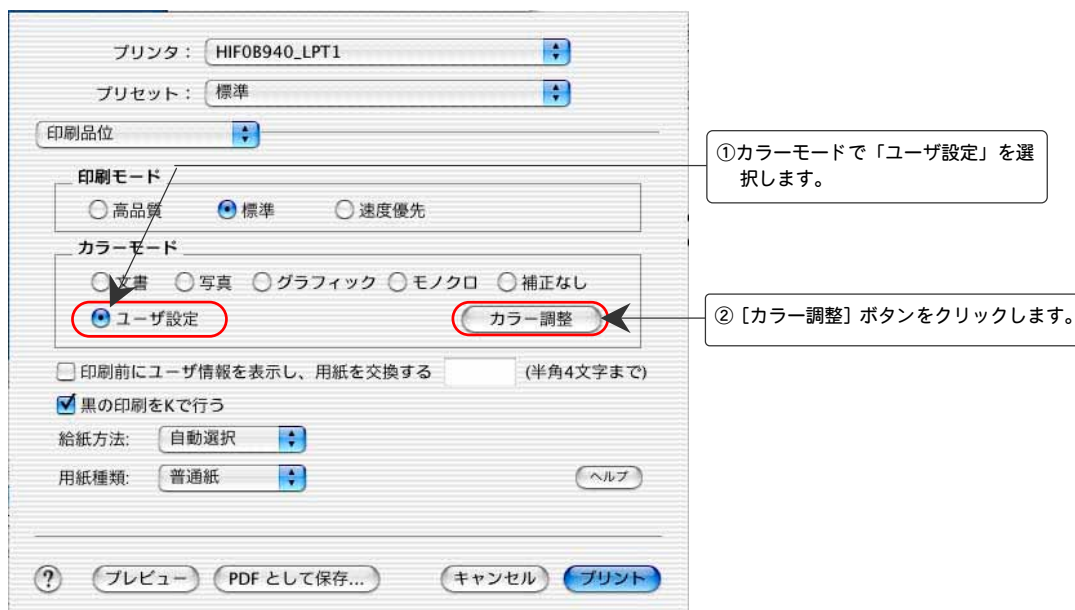 プリンタ： HIF0B940_LPT1
プリセット： 標準
印刷品位
①カラーモードで「ユーザ設定」を選
択します。
印刷モード
高品質 標準 速度優先
カラーモード
文書 写真 グラフィック モノクロ 補正なし
ユーザ設定 カラー調整
②［カラー調整］ボタンをクリックします。
印刷前にユーザ情報を表示し、用紙を交換する (半角4文字まで)
黒の印刷をKで行う
給紙方法: 自動選択
用紙種類: 普通紙 ヘルプ
? プレビュー PDF として保存... キャンセル プリント